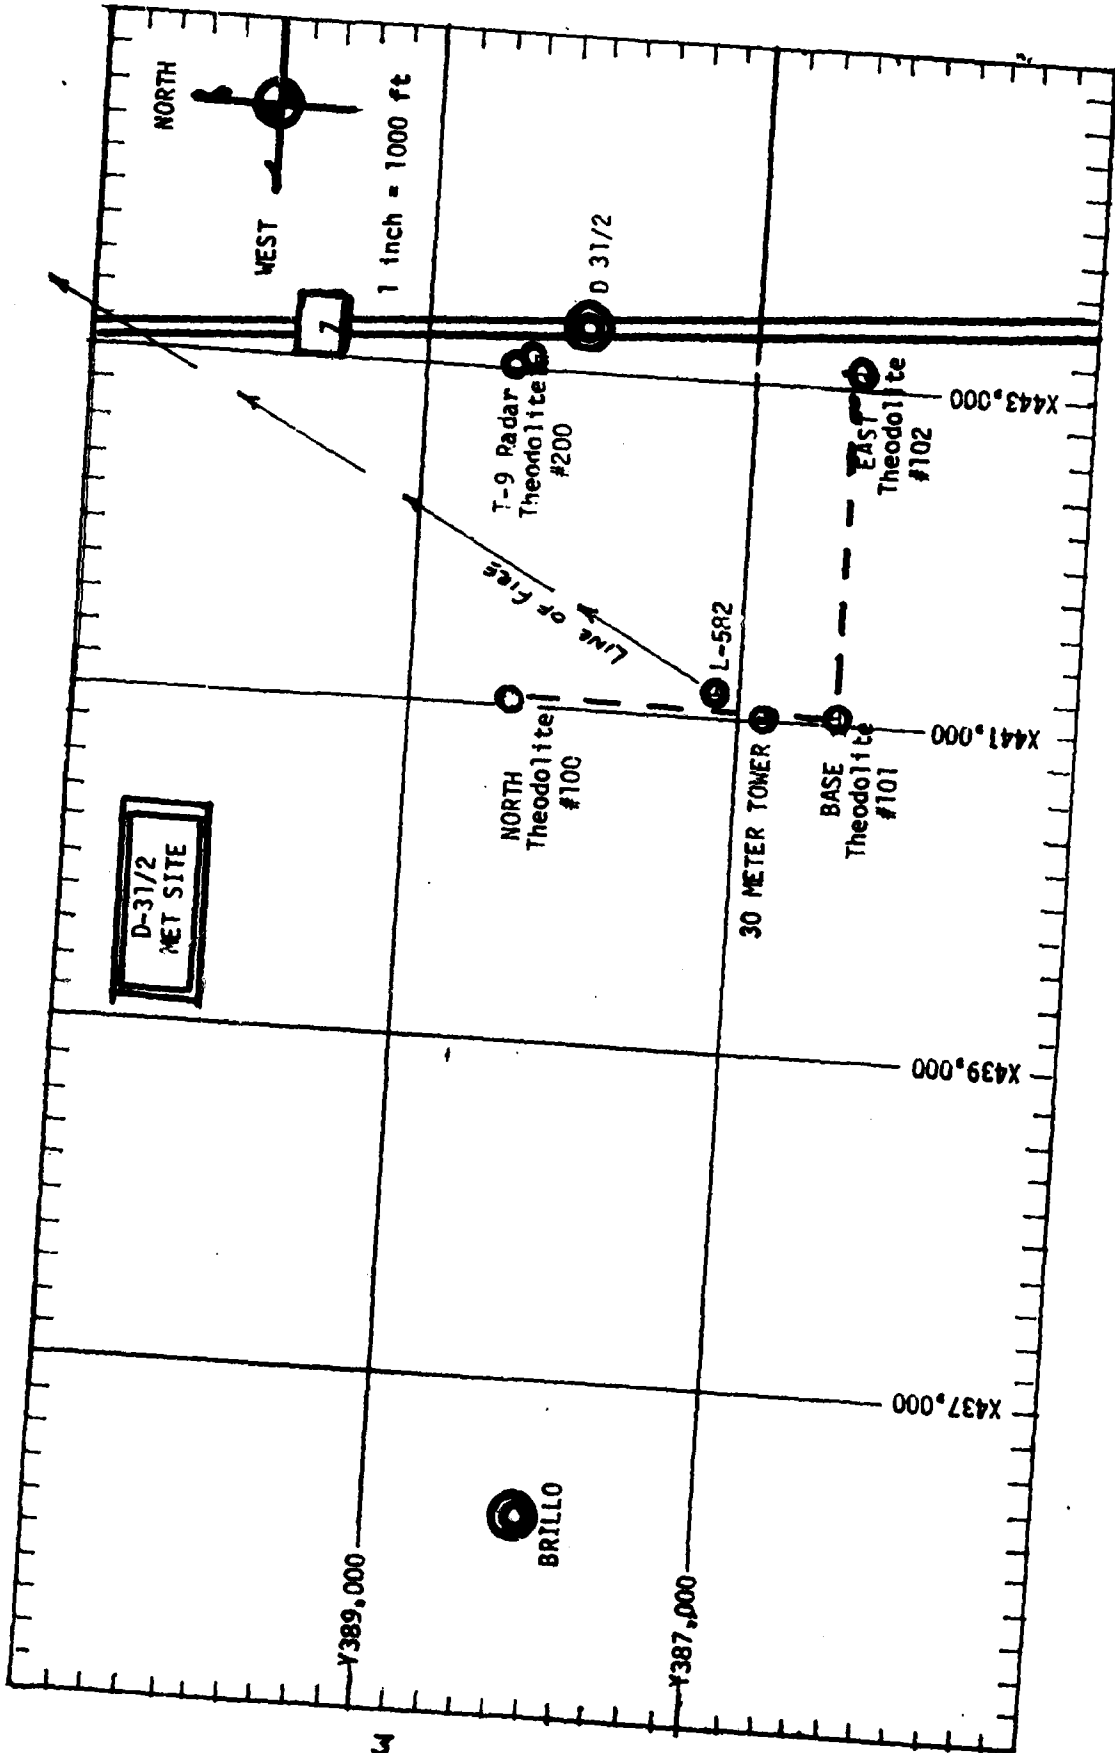 NORTH
WEST
1 inch = 1000 ft
7
D 31/2
T-9 Radar
Theodolite
#200
EAST
Theodolite
#102
X443,000
LINE OF FIRE
L-582
NORTH
Theodolite
#100
30 METER TOWER
BASE
Theodolite
#101
X441,000
D-31/2
MET SITE
X439,000
X437,000
BRILLO
Y389,000
Y387,000
M